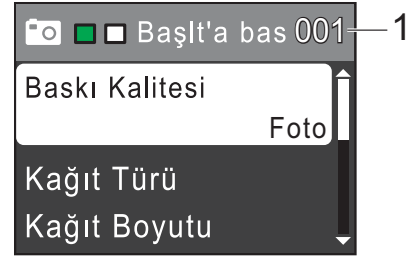 Başlt'a bas 001 1
Baskı Kalitesi
Foto
Kağıt Türü
Kağıt Boyutu